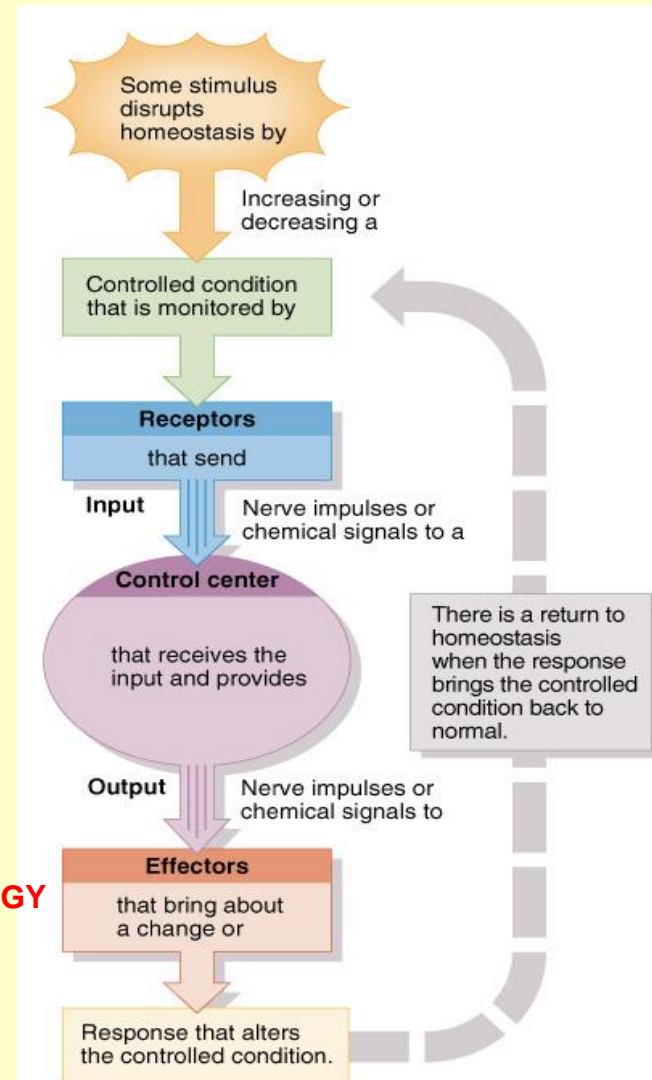 Some stimulus
disrupts
homeostasis by
Increasing or
decreasing a
Controlled condition
that is monitored by
Receptors
that send
Input
Nerve impulses or
chemical signals to a
Control center
that receives the
input and provides
There is a return to
homeostasis
when the response
brings the controlled
condition back to
normal.
Output
Nerve impulses or
chemical signals to
Effectors
GY
that bring about
a change or
Response that alters
the controlled condition.